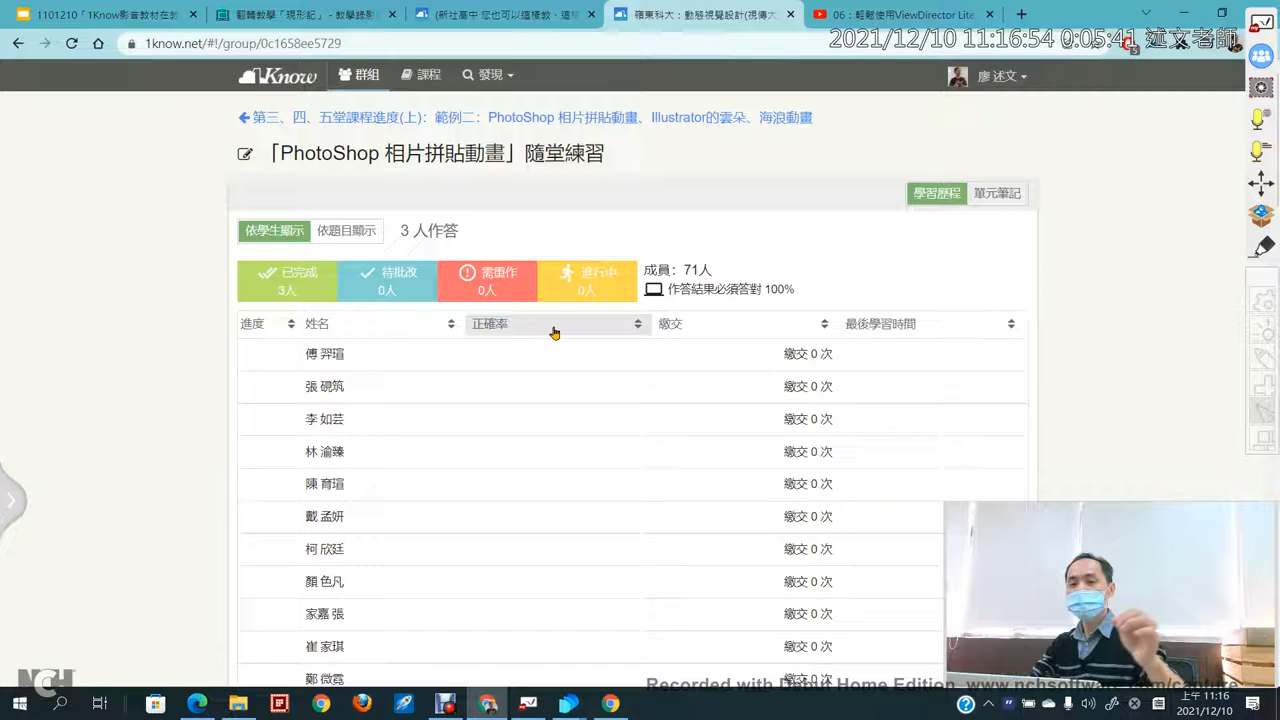 1101210「1Know影音教材在教
翻轉教學「現形記」- 教學錄影
(新社高中 您也可以這樣教、這樣
嶺東科大：動態視覺設計(視傳大
06：輕鬆使用ViewDirector Lite
1know.net/#!/group/0c1658ee5729
2021/12/10 11:16:54 0:05:41 述文老師
1Know 群組 課程 發現 廖 述文
第三、四、五堂課程進度(上)：範例二：PhotoShop 相片拼貼動畫、Illustrator的雲朵、海浪動畫
「PhotoShop 相片拼貼動畫」隨堂練習
學習歷程 單元筆記
依學生顯示 依題目顯示 3 人作答
已完成 待批改 需重作 進行中 成員：71人
3人 0人 0人 0人 作答結果必須答對 100%
進度 姓名 正確率 繳交 最後學習時間
傅 羿瑄 繳交 0 次
張 硯筑 繳交 0 次
李 如芸 繳交 0 次
林 渝臻 繳交 0 次
陳 育瑄 繳交 0 次
戴 孟妍 繳交 0 次
柯 欣廷 繳交 0 次
顏 色凡 繳交 0 次
家嘉 張 繳交 0 次
崔 家琪 繳交 0 次
鄭 微霓 繳交 0 次
NCH
Recorded with Debut Home Edition www.nchsoftware.com/capture
上午 11:16
2021/12/10